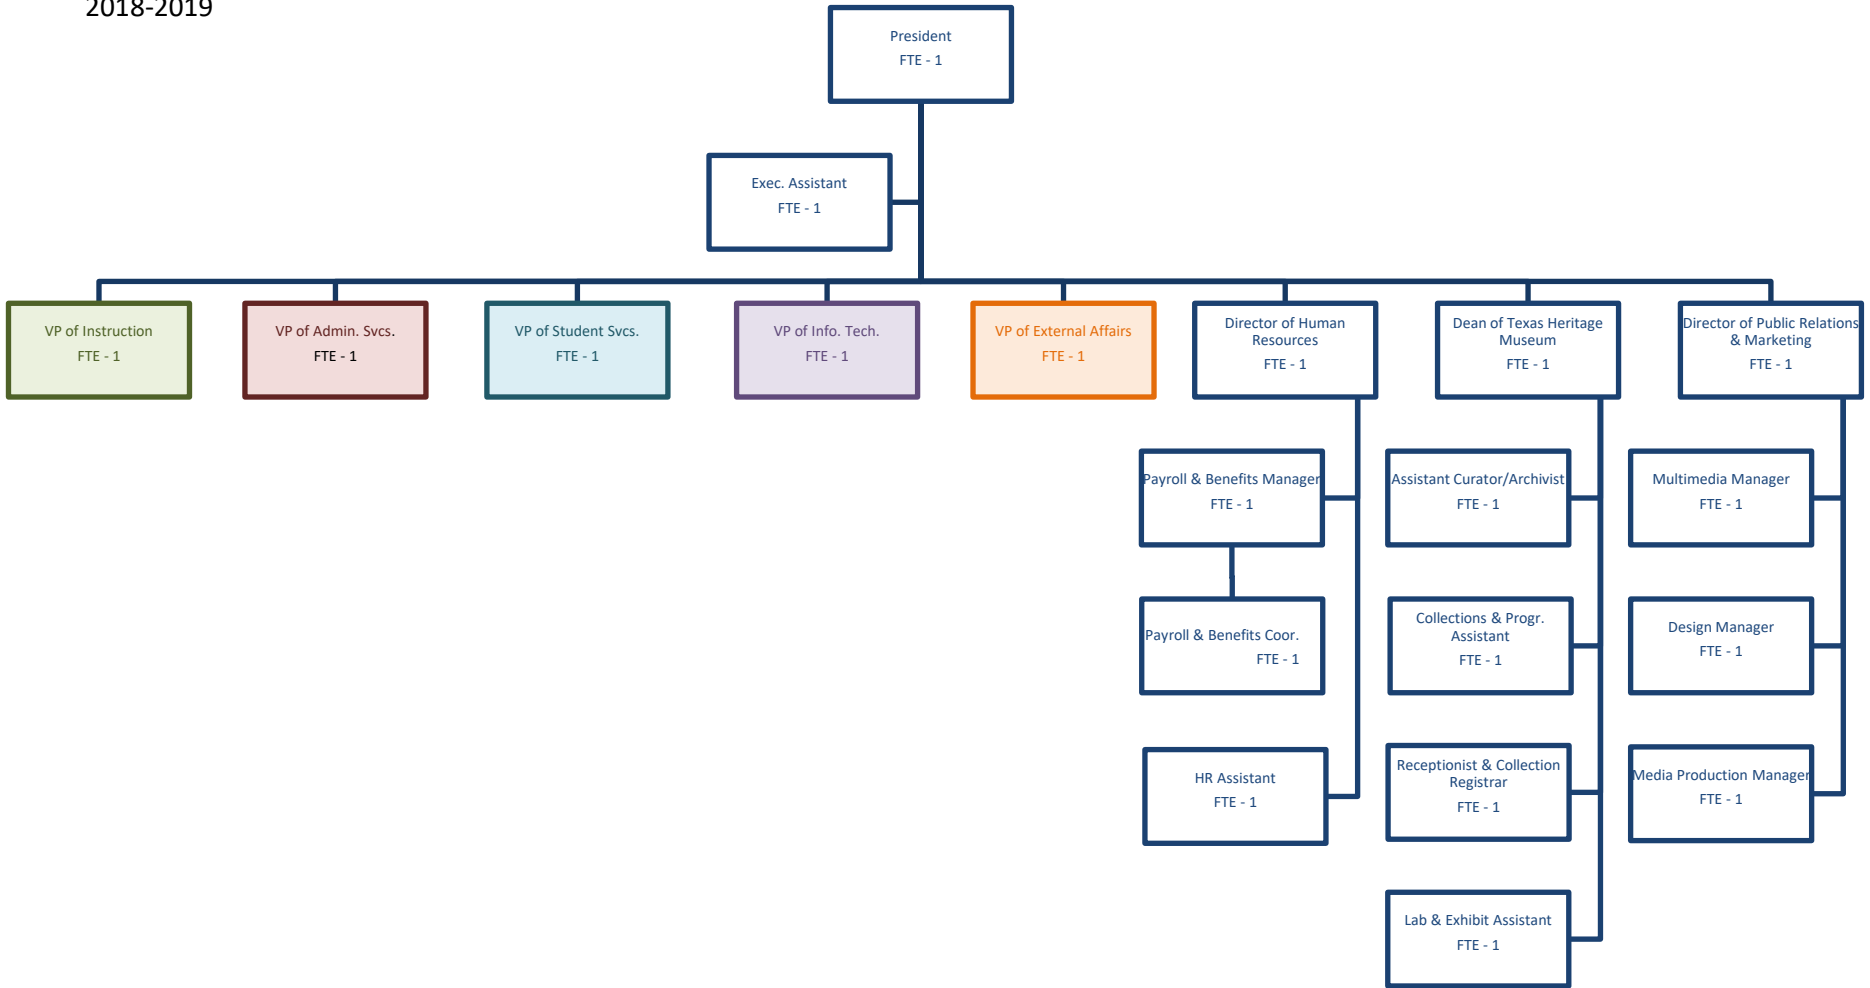 2018-2019
President
FTE - 1
Exec. Assistant
FTE - 1
VP of Instruction
FTE - 1
VP of Admin. Svcs.
FTE - 1
VP of Student Svcs.
FTE - 1
VP of Info. Tech.
FTE - 1
VP of External Affairs
FTE - 1
Director of Human
Resources
FTE - 1
Dean of Texas Heritage
Museum
FTE - 1
Director of Public Relations
& Marketing
FTE - 1
Payroll & Benefits Manager
FTE - 1
Assistant Curator/Archivist
FTE - 1
Multimedia Manager
FTE - 1
Payroll & Benefits Coor.
FTE - 1
Collections & Progr.
Assistant
FTE - 1
Design Manager
FTE - 1
HR Assistant
FTE - 1
Receptionist & Collection
Registrar
FTE - 1
Media Production Manager
FTE - 1
Lab & Exhibit Assistant
FTE - 1